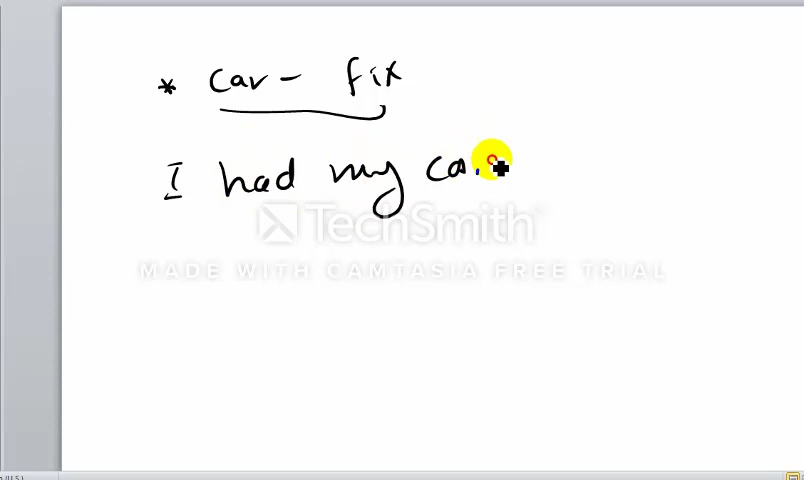 * car - fix
I had my ca
TechSmith
MADE WITH CAMTASIA FREE TRIAL